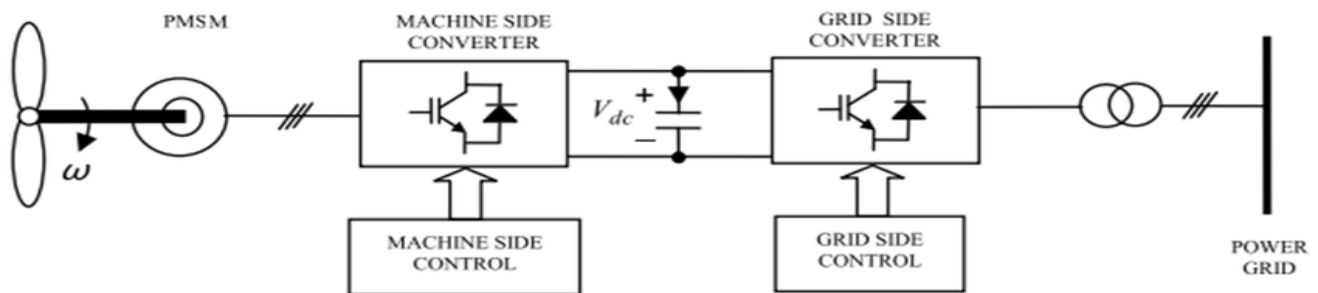 PMSM
MACHINE SIDE
CONVERTER
GRID SIDE
CONVERTER
+
V_dc
−
ω
MACHINE SIDE
CONTROL
GRID SIDE
CONTROL
POWER
GRID